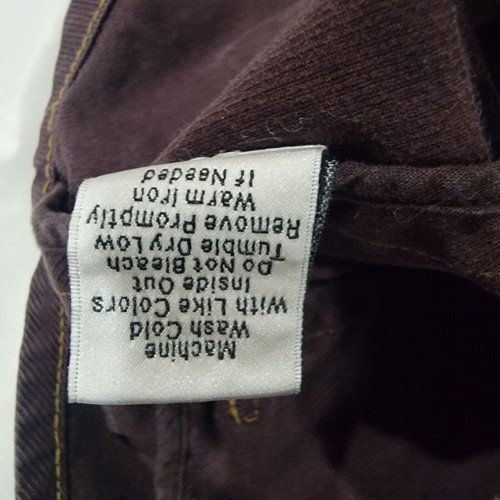 Machine
Wash Cold
With Like Colors
Inside Out
Do Not Bleach
Tumble Dry Low
Remove Promptly
Warm Iron
If Needed